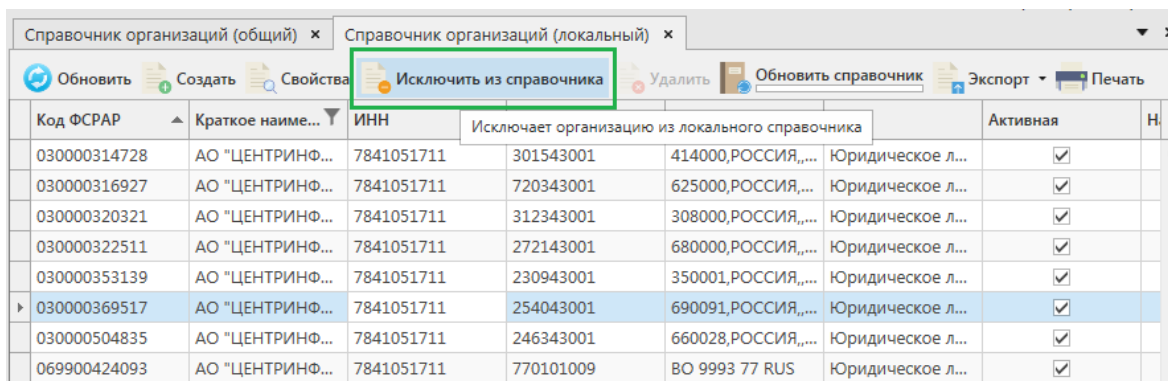 Справочник организаций (общий) × Справочник организаций (локальный) ×
Обновить Создать Свойства Исключить из справочника Удалить Обновить справочник Экспорт Печать
Код ФСРАР Краткое наиме... ИНН Активная
Исключает организацию из локального справочника
030000314728 АО "ЦЕНТРИНФ... 7841051711 301543001 414000,РОССИЯ,,... Юридическое л...
030000316927 АО "ЦЕНТРИНФ... 7841051711 720343001 625000,РОССИЯ,... Юридическое л...
030000320321 АО "ЦЕНТРИНФ... 7841051711 312343001 308000,РОССИЯ,,... Юридическое л...
030000322511 АО "ЦЕНТРИНФ... 7841051711 272143001 680000,РОССИЯ,,... Юридическое л...
030000353139 АО "ЦЕНТРИНФ... 7841051711 230943001 350001,РОССИЯ,,... Юридическое л...
030000369517 АО "ЦЕНТРИНФ... 7841051711 254043001 690091,РОССИЯ,,... Юридическое л...
030000504835 АО "ЦЕНТРИНФ... 7841051711 246343001 660028,РОССИЯ,,... Юридическое л...
069900424093 АО "ЦЕНТРИНФ... 7841051711 770101009 ВО 9993 77 RUS Юридическое л...